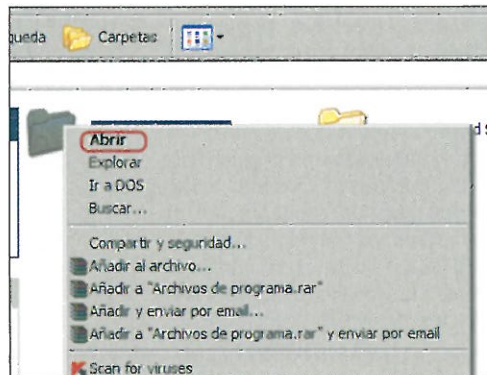 queda Carpetas
Abrir
Explorar
Ir a DOS
Buscar...
Compartir y seguridad...
Añadir al archivo...
Añadir a "Archivos de programa.rar"
Añadir y enviar por email...
Añadir a "Archivos de programa.rar" y enviar por email
Scan for viruses